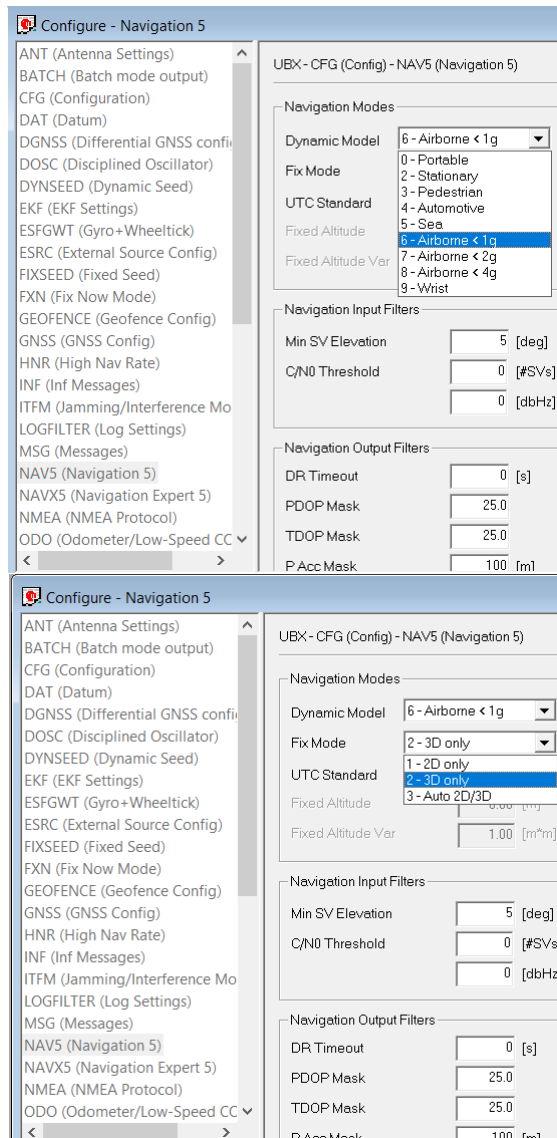 Configure - Navigation 5
ANT (Antenna Settings)
BATCH (Batch mode output)
CFG (Configuration)
DAT (Datum)
DGNSS (Differential GNSS config
DOSC (Disciplined Oscillator)
DYNSEED (Dynamic Seed)
EKF (EKF Settings)
ESFGWT (Gyro+Wheeltick)
ESRC (External Source Config)
FIXSEED (Fixed Seed)
FXN (Fix Now Mode)
GEOFENCE (Geofence Config)
GNSS (GNSS Config)
HNR (High Nav Rate)
INF (Inf Messages)
ITFM (Jamming/Interference Mo
LOGFILTER (Log Settings)
MSG (Messages)
NAV5 (Navigation 5)
NAVX5 (Navigation Expert 5)
NMEA (NMEA Protocol)
ODO (Odometer/Low-Speed CC
UBX - CFG (Config) - NAV5 (Navigation 5)
Navigation Modes
Dynamic Model 6 - Airborne < 1g
0 - Portable
2 - Stationary
3 - Pedestrian
4 - Automotive
5 - Sea
6 - Airborne < 1g
7 - Airborne < 2g
8 - Airborne < 4g
9 - Wrist
Fix Mode
UTC Standard
Fixed Altitude
Fixed Altitude Var
Navigation Input Filters
Min SV Elevation 5 [deg]
C/N0 Threshold 0 [#SVs]
0 [dbHz]
Navigation Output Filters
DR Timeout 0 [s]
PDOP Mask 25.0
TDOP Mask 25.0
P Acc Mask 100 [m]
Configure - Navigation 5
ANT (Antenna Settings)
BATCH (Batch mode output)
CFG (Configuration)
DAT (Datum)
DGNSS (Differential GNSS config
DOSC (Disciplined Oscillator)
DYNSEED (Dynamic Seed)
EKF (EKF Settings)
ESFGWT (Gyro+Wheeltick)
ESRC (External Source Config)
FIXSEED (Fixed Seed)
FXN (Fix Now Mode)
GEOFENCE (Geofence Config)
GNSS (GNSS Config)
HNR (High Nav Rate)
INF (Inf Messages)
ITFM (Jamming/Interference Mo
LOGFILTER (Log Settings)
MSG (Messages)
NAV5 (Navigation 5)
NAVX5 (Navigation Expert 5)
NMEA (NMEA Protocol)
ODO (Odometer/Low-Speed CC
UBX - CFG (Config) - NAV5 (Navigation 5)
Navigation Modes
Dynamic Model 6 - Airborne < 1g
Fix Mode 2 - 3D only
1 - 2D only
2 - 3D only
3 - Auto 2D/3D
UTC Standard
Fixed Altitude
Fixed Altitude Var 1.00 [m*m]
Navigation Input Filters
Min SV Elevation 5 [deg]
C/N0 Threshold 0 [#SVs
0 [dbHz
Navigation Output Filters
DR Timeout 0 [s]
PDOP Mask 25.0
TDOP Mask 25.0
P Acc Mask 100 [m]